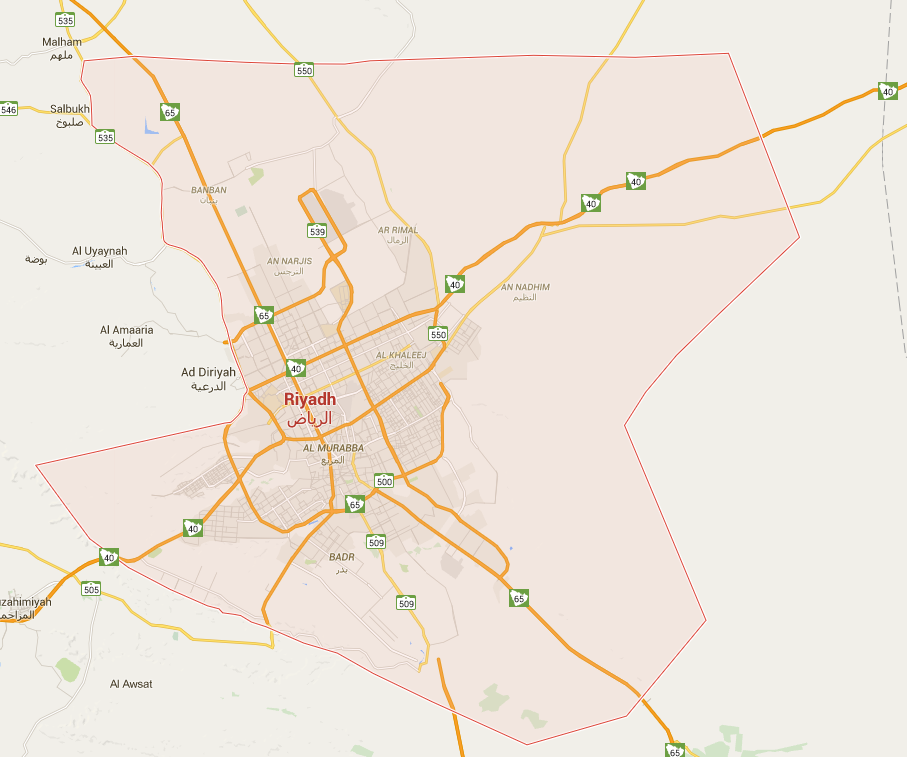 535
Malham
ملهم
550
65
40
546
Salbukh
صلبوخ
535
40
BANBAN
بنبان
40
539
AR RIMAL
الرمال
Al Uyaynah
العيينة
بوضة
AN NARJIS
النرجس
40
AN NADHIM
النظيم
65
Al Amaaria
العمارية
550
AL KHALEEJ
الخليج
40
Ad Diriyah
الدرعية
Riyadh
الرياض
AL MURABBA
المربع
500
65
40
509
40
BADR
بدر
505
65
509
uzahimiyah
المزاحم
Al Awsat
65